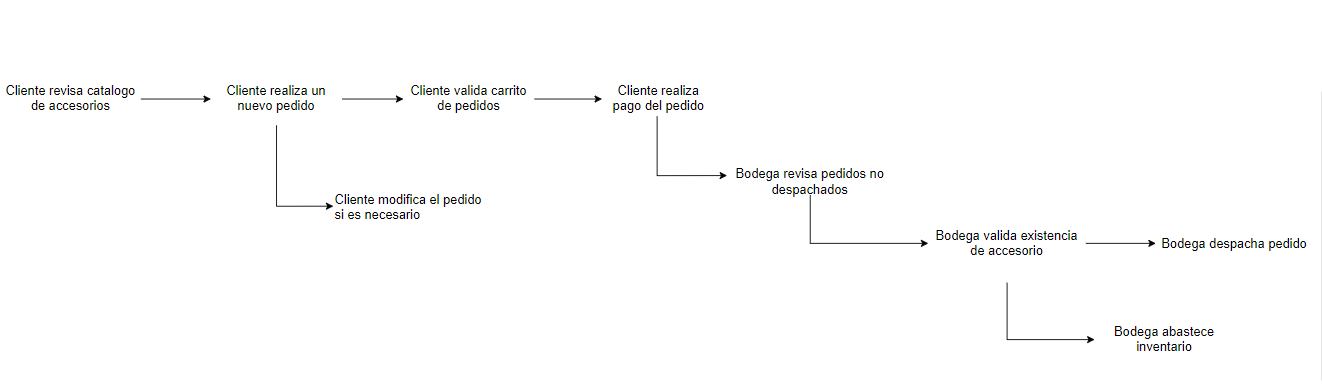 Cliente revisa catalogo
de accesorios
Cliente realiza un
nuevo pedido
Cliente valida carrito
de pedidos
Cliente realiza
pago del pedido
Bodega revisa pedidos no
despachados
Cliente modifica el pedido
si es necesario
Bodega valida existencia
de accesorio
Bodega despacha pedido
Bodega abastece
inventario